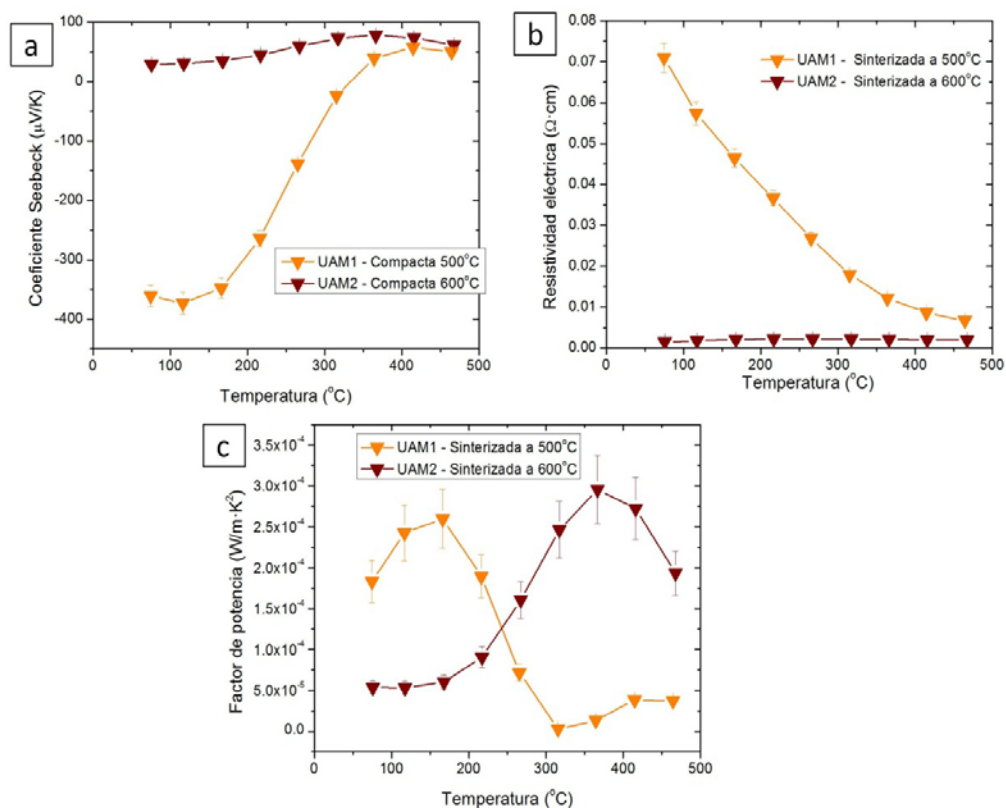 a
100
0
-100
-200
-300
-400
Coeficiente Seebeck (µV/K)
UAM1 - Compacta 500°C
UAM2 - Compacta 600°C
0 100 200 300 400 500
Temperatura (°C)
b
0.08
0.07
0.06
0.05
0.04
0.03
0.02
0.01
0.00
Resistividad eléctrica (Ω·cm)
UAM1 - Sinterizada a 500°C
UAM2 - Sinterizada a 600°C
0 100 200 300 400 500
Temperatura (°C)
c
3.5x10⁻⁴
3.0x10⁻⁴
2.5x10⁻⁴
2.0x10⁻⁴
1.5x10⁻⁴
1.0x10⁻⁴
5.0x10⁻⁵
0.0
Factor de potencia (W/m·K²)
UAM1 - Sinterizada a 500°C
UAM2 - Sinterizada a 600°C
0 100 200 300 400 500
Temperatura (°C)